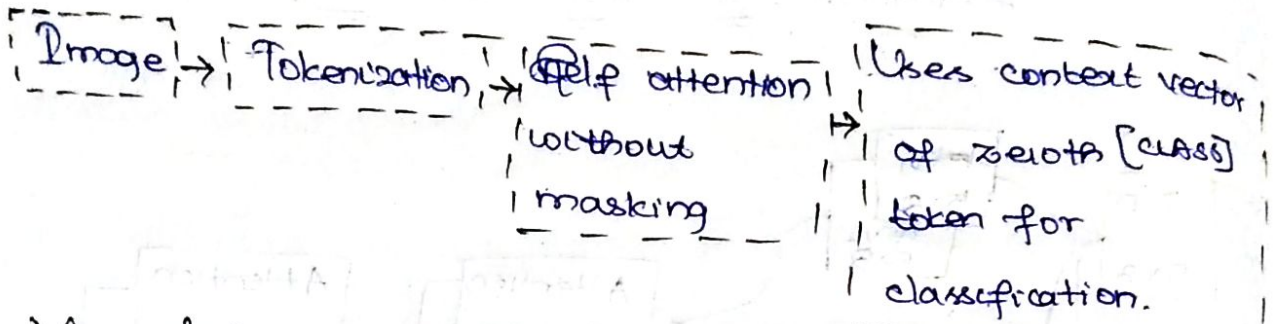 Image → Tokenization → Self attention
without
masking
→ Uses context vector
of zeroth [CLASS]
token for
classification.